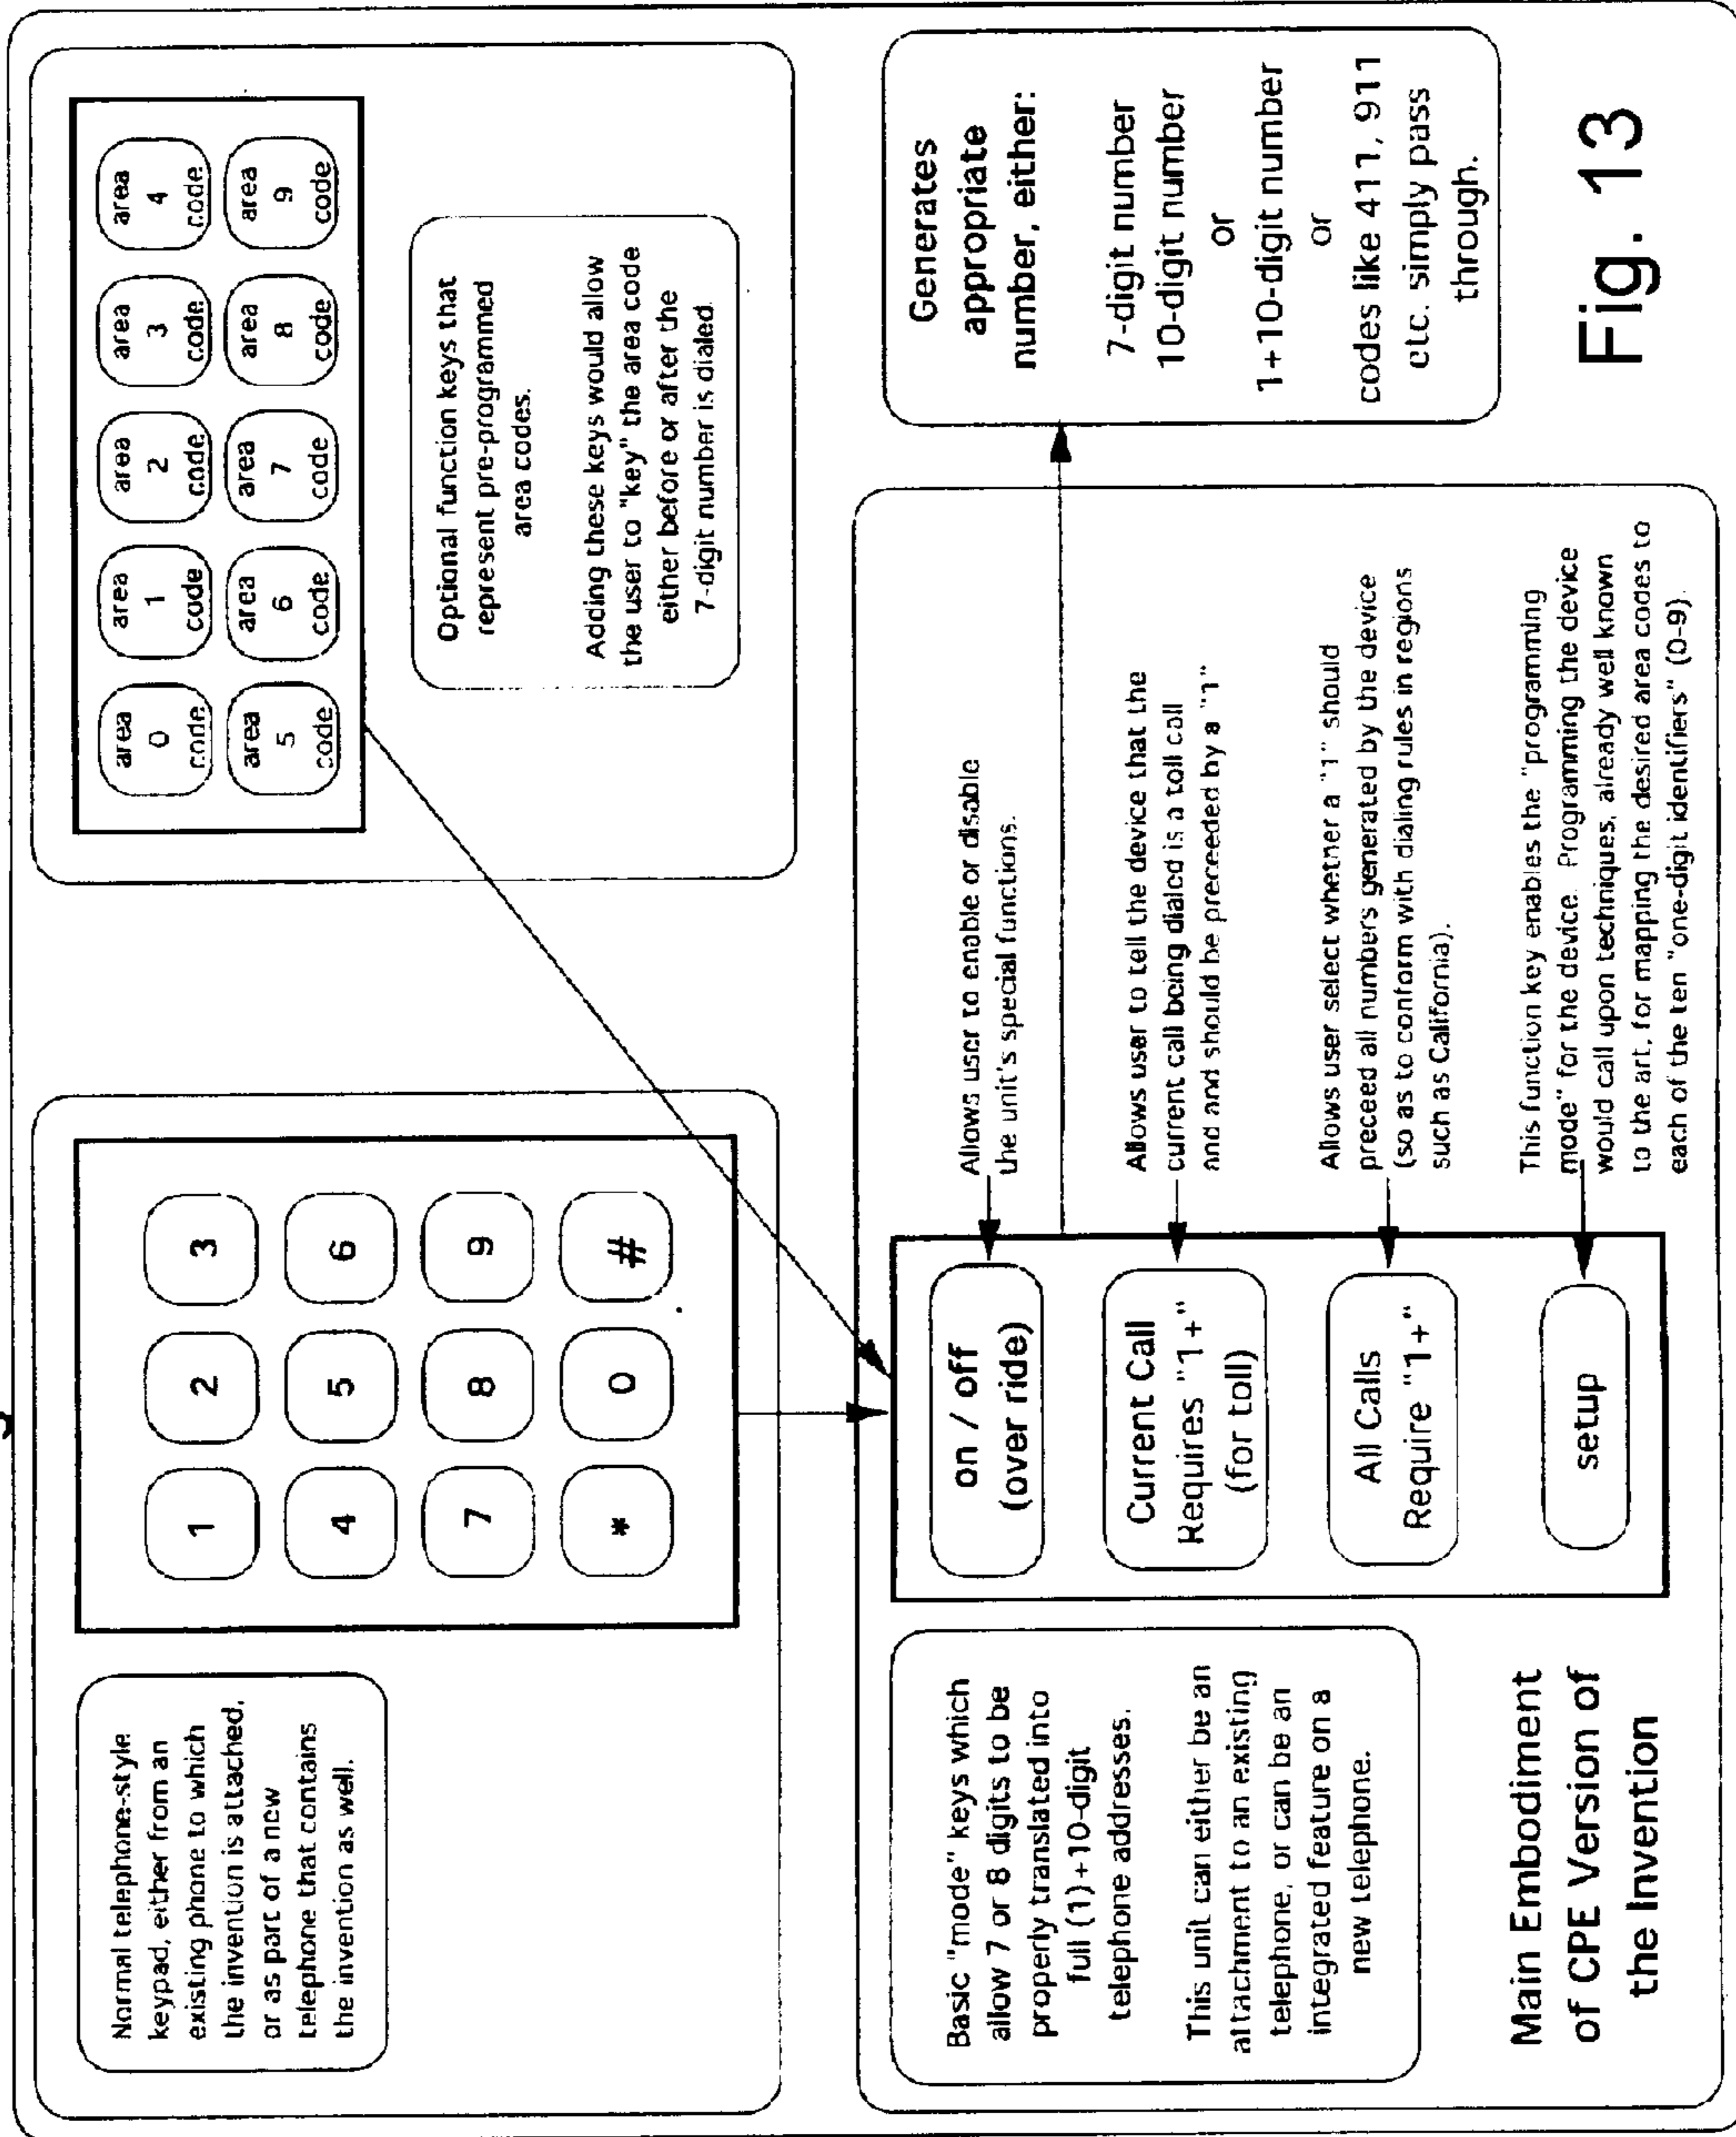 Normal telephone-style
keypad, either from an
existing phone to which
the invention is attached,
or as part of a new
telephone that contains
the invention as well.
1 2 3
4 5 6
7 8 9
* 0 #
area 0 code
area 1 code
area 2 code
area 3 code
area 4 code
area 5 code
area 6 code
area 7 code
area 8 code
area 9 code
Optional function keys that
represent pre-programmed
area codes.
Adding these keys would allow
the user to "key" the area code
either before or after the
7-digit number is dialed.
Basic "mode" keys which
allow 7 or 8 digits to be
properly translated into
full (1)+10-digit
telephone addresses.
This unit can either be an
attachment to an existing
telephone, or can be an
integrated feature on a
new telephone.
Main Embodiment
of CPE Version of
the Invention
on / off
(over ride)
Current Call
Requires "1+"
(for toll)
All Calls
Require "1+"
setup
Allows user to enable or disable
the unit's special functions.
Allows user to tell the device that the
current call being dialed is a toll call
and and should be preceded by a "1"
Allows user select whether a "1" should
preceed all numbers generated by the device
(so as to conform with dialing rules in regions
such as California).
This function key enables the "programming
mode" for the device. Programming the device
would call upon techniques, already well known
to the art, for mapping the desired area codes to
each of the ten "one-digit identifiers" (0-9).
Generates
appropriate
number, either:
7-digit number
10-digit number
or
1+10-digit number
or
codes like 411, 911
etc. simply pass
through.
Fig. 13